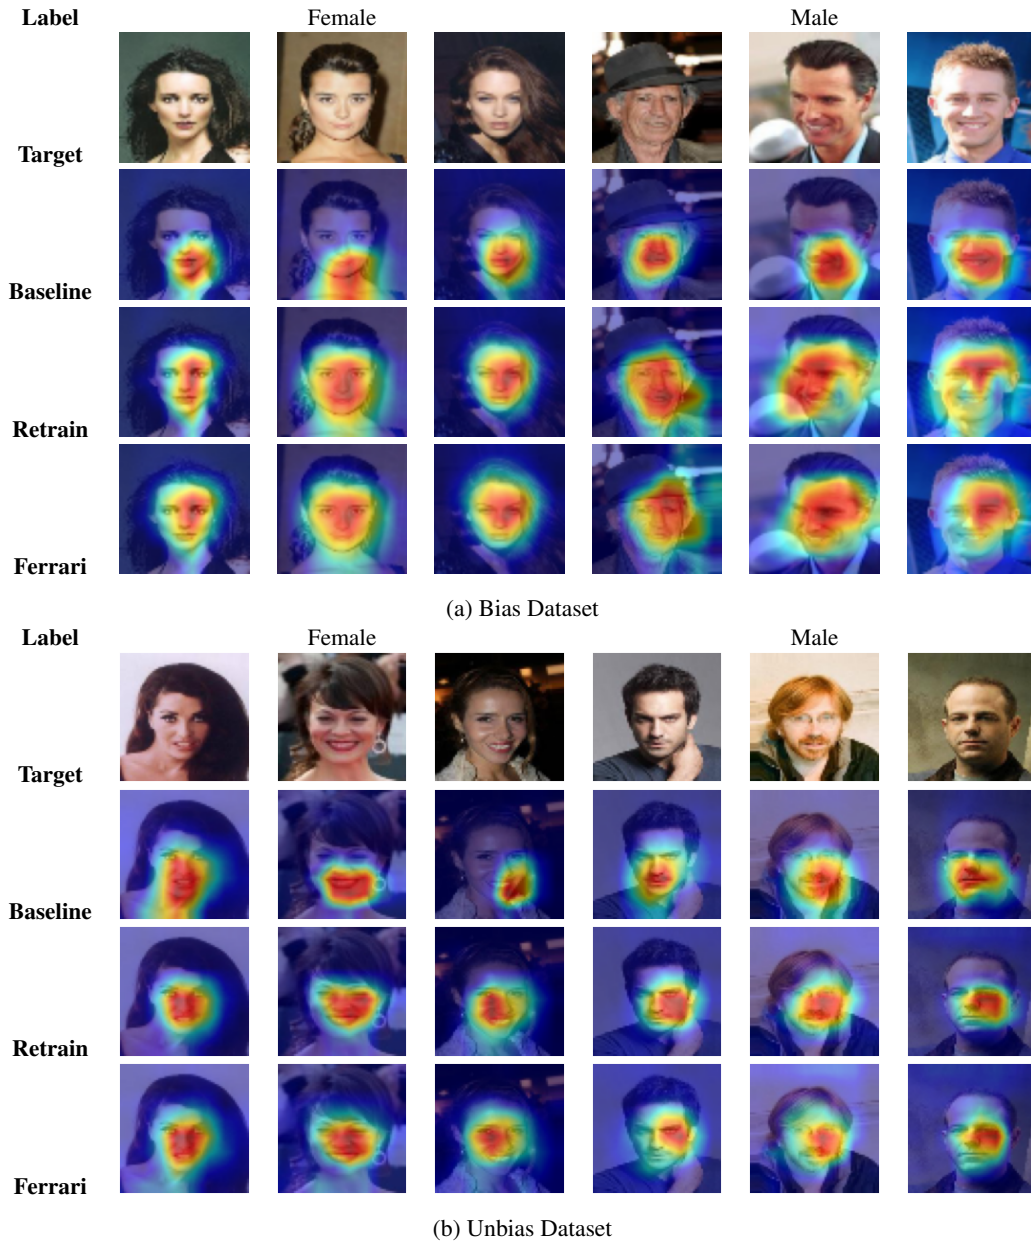 Label Female Male
Target
Baseline
Retrain
Ferrari
(a) Bias Dataset
Label Female Male
Target
Baseline
Retrain
Ferrari
(b) Unbias Dataset